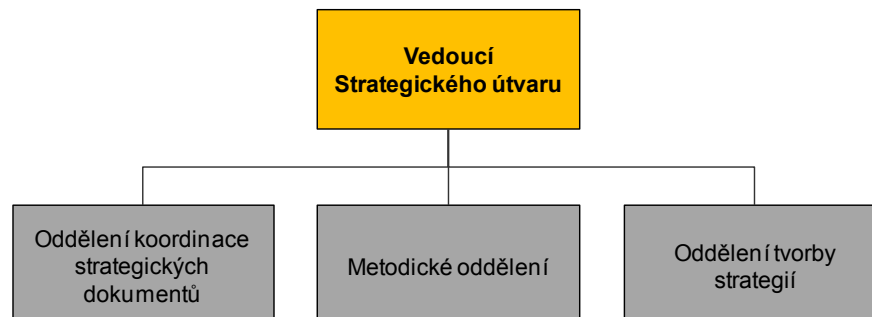 Vedoucí
Strategického útvaru
Oddělení koordinace
strategických
dokumentů
Metodické oddělení
Oddělení tvorby
strategií